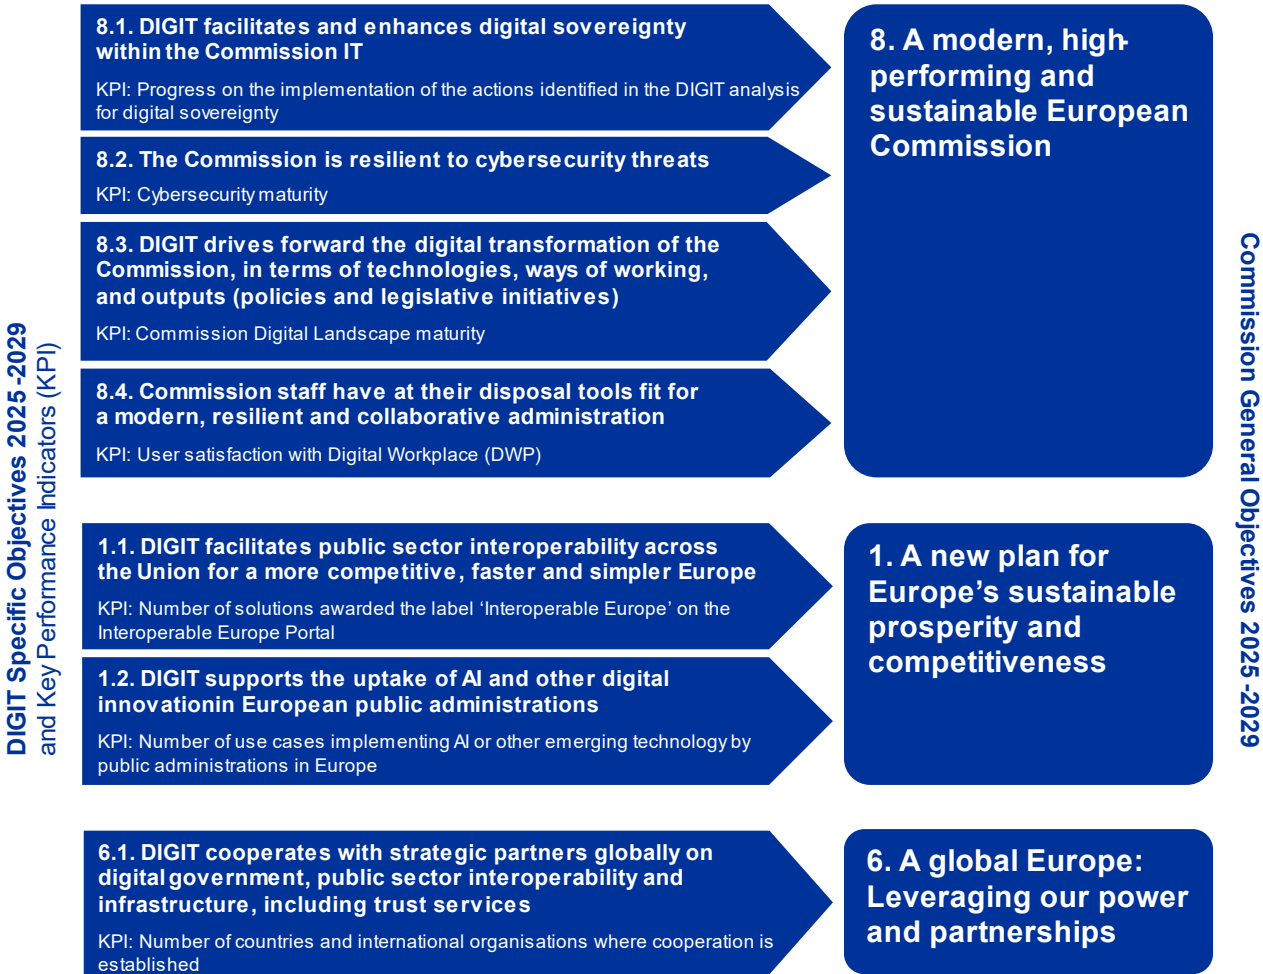 DIGIT Specific Objectives 2025-2029
and Key Performance Indicators (KPI)
8.1. DIGIT facilitates and enhances digital sovereignty
within the Commission IT
KPI: Progress on the implementation of the actions identified in the DIGIT analysis
for digital sovereignty
8.2. The Commission is resilient to cybersecurity threats
KPI: Cybersecurity maturity
8.3. DIGIT drives forward the digital transformation of the
Commission, in terms of technologies, ways of working,
and outputs (policies and legislative initiatives)
KPI: Commission Digital Landscape maturity
8.4. Commission staff have at their disposal tools fit for
a modern, resilient and collaborative administration
KPI: User satisfaction with Digital Workplace (DWP)
8. A modern, high-
performing and
sustainable European
Commission
1.1. DIGIT facilitates public sector interoperability across
the Union for a more competitive, faster and simpler Europe
KPI: Number of solutions awarded the label ‘Interoperable Europe’ on the
Interoperable Europe Portal
1.2. DIGIT supports the uptake of AI and other digital
innovationin European public administrations
KPI: Number of use cases implementing AI or other emerging technology by
public administrations in Europe
1. A new plan for
Europe’s sustainable
prosperity and
competitiveness
6.1. DIGIT cooperates with strategic partners globally on
digital government, public sector interoperability and
infrastructure, including trust services
KPI: Number of countries and international organisations where cooperation is
established
6. A global Europe:
Leveraging our power
and partnerships
Commission General Objectives 2025-2029